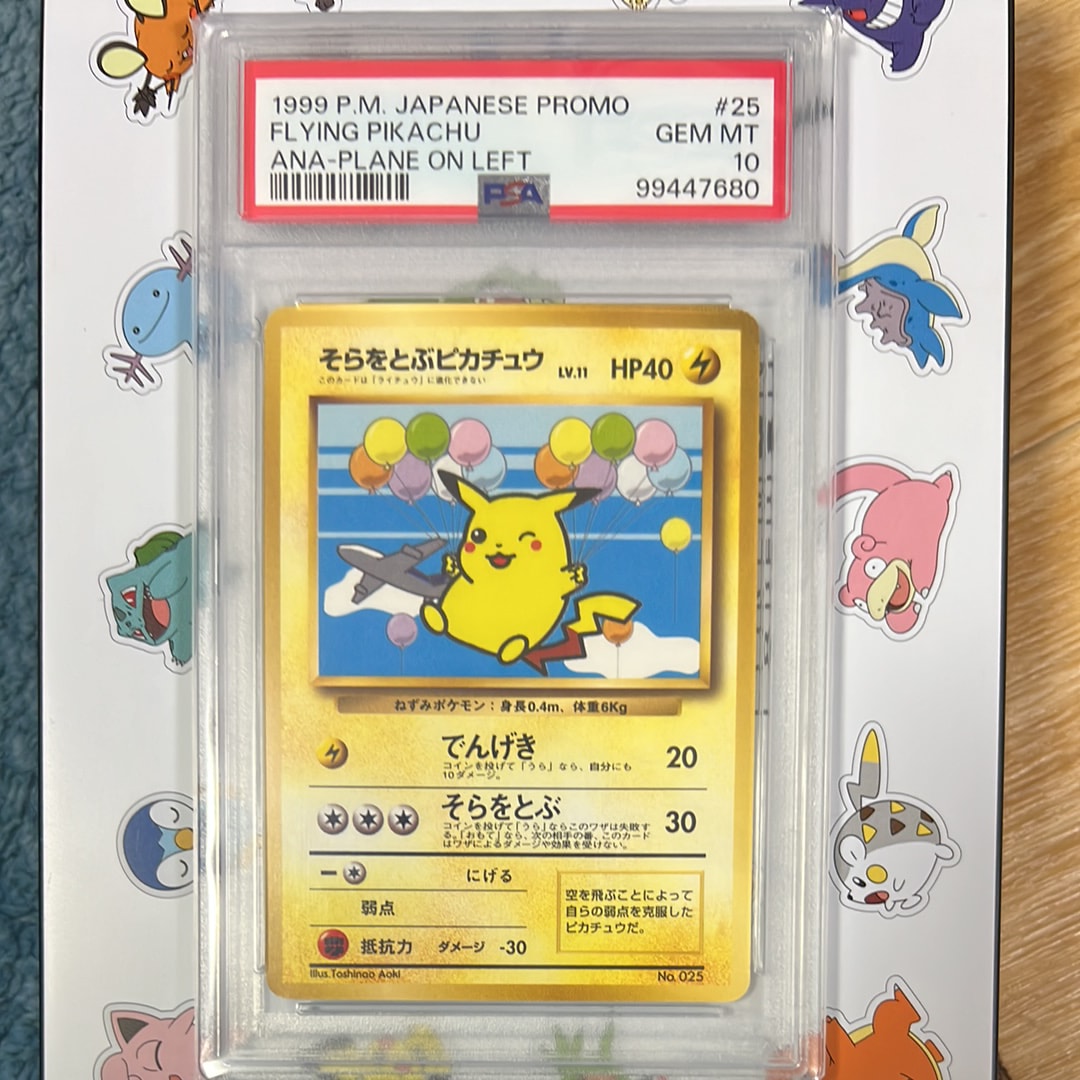 1999 P.M. JAPANESE PROMO #25
FLYING PIKACHU GEM MT
ANA-PLANE ON LEFT 10
PSA 99447680
そらをとぶピカチュウ LV.11 HP40
このカードは「ライチュウ」に進化できない
ねずみポケモン：身長0.4m、体重6Kg
でんげき 20
コインを投げて「うら」なら、自分にも
10ダメージ。
そらをとぶ 30
コインを投げて「うら」ならこのワザは失敗す
る。「おもて」なら、次の相手の番、このカード
はワザによるダメージや効果を受けない。
にげる
弱点
抵抗力 ダメージ -30
空を飛ぶことによって
自らの弱点を克服した
ピカチュウだ。
Illus.Toshinao Aoki No. 025